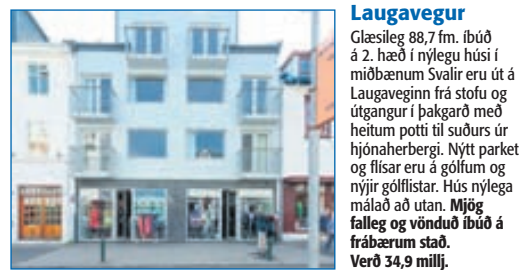 Laugavegur
Glæsileg 88,7 fm. íbúð
á 2. hæð í nýlegu húsi í
miðbænum Svalir eru út á
Laugaveginn frá stofu og
útgangur í þakgarð með
heitum potti til suðurs úr
hjónaherbergi. Nýtt parket
og flísar eru á gólfum og
nýjir gólflistar. Hús nýlega
málað að utan. Mjög
falleg og vönduð íbúð á
frábærum stað.
Verð 34,9 millj.